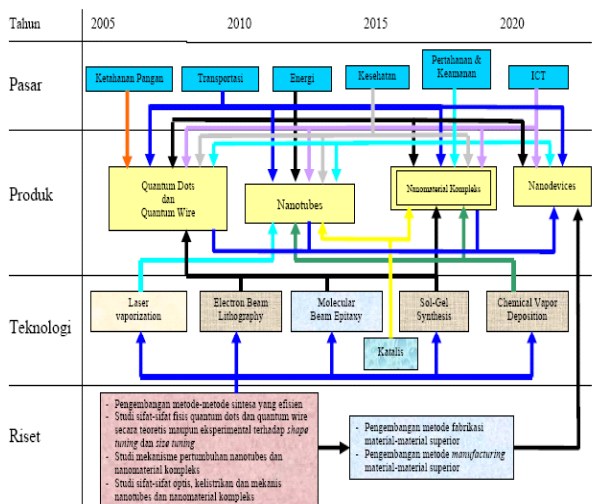 Tahun 2005 2010 2015 2020
Pasar
Ketahanan Pangan
Transportasi
Energi
Kesehatan
Pertahanan &
Keamanan
ICT
Produk
Quantum Dots
dan
Quantum Wire
Nanotubes
Nanomaterial Kompleks
Nanodevices
Teknologi
Laser
vaporization
Electron Beam
Lithography
Molecular
Beam Epitaxy
Sol-Gel
Synthesis
Chemical Vapor
Deposition
Katalis
Riset
- Pengembangan metode-metode sintesa yang efisien
- Studi sifat-sifat fisis quantum dots dan quantum wire
secara teoretis maupun eksperimental terhadap shape
tuning dan size tuning
- Studi mekanisme pertumbuhan nanotubes dan
nanomaterial kompleks
- Studi sifat-sifat optis, kelistrikan dan mekanis
nanotubes dan nanomaterial kompleks
- Pengembangan metode fabrikasi
material-material superior
- Pengembangan metode manufacturing
material-material superior